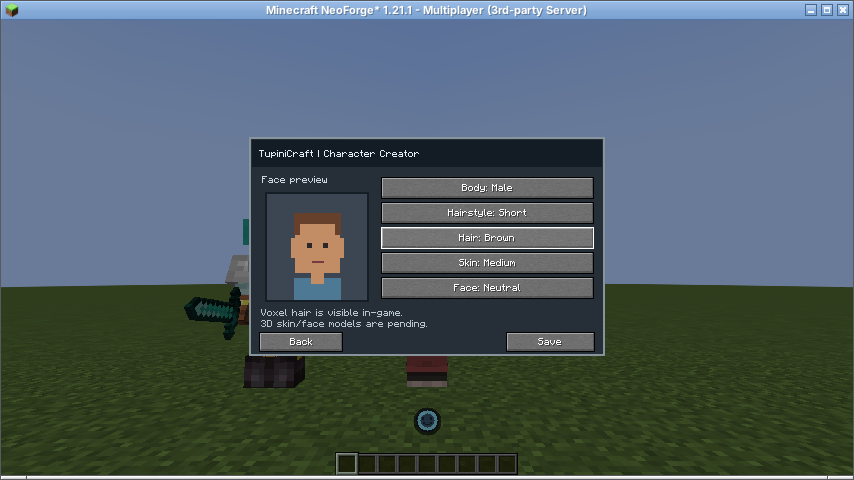 Minecraft NeoForge* 1.21.1 - Multiplayer (3rd-party Server)
TupiniCraft | Character Creator
Face preview
Body: Male
Hairstyle: Short
Hair: Brown
Skin: Medium
Face: Neutral
Voxel hair is visible in-game.
3D skin/face models are pending.
Back
Save